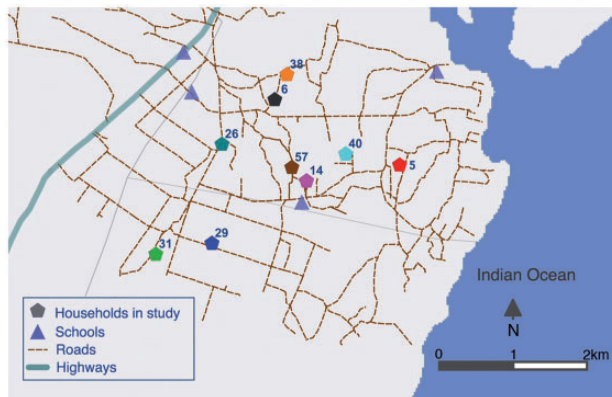 38
6
26
40
57
14
5
29
31
Indian Ocean
N
Households in study
Schools
Roads
Highways
0 1 2km